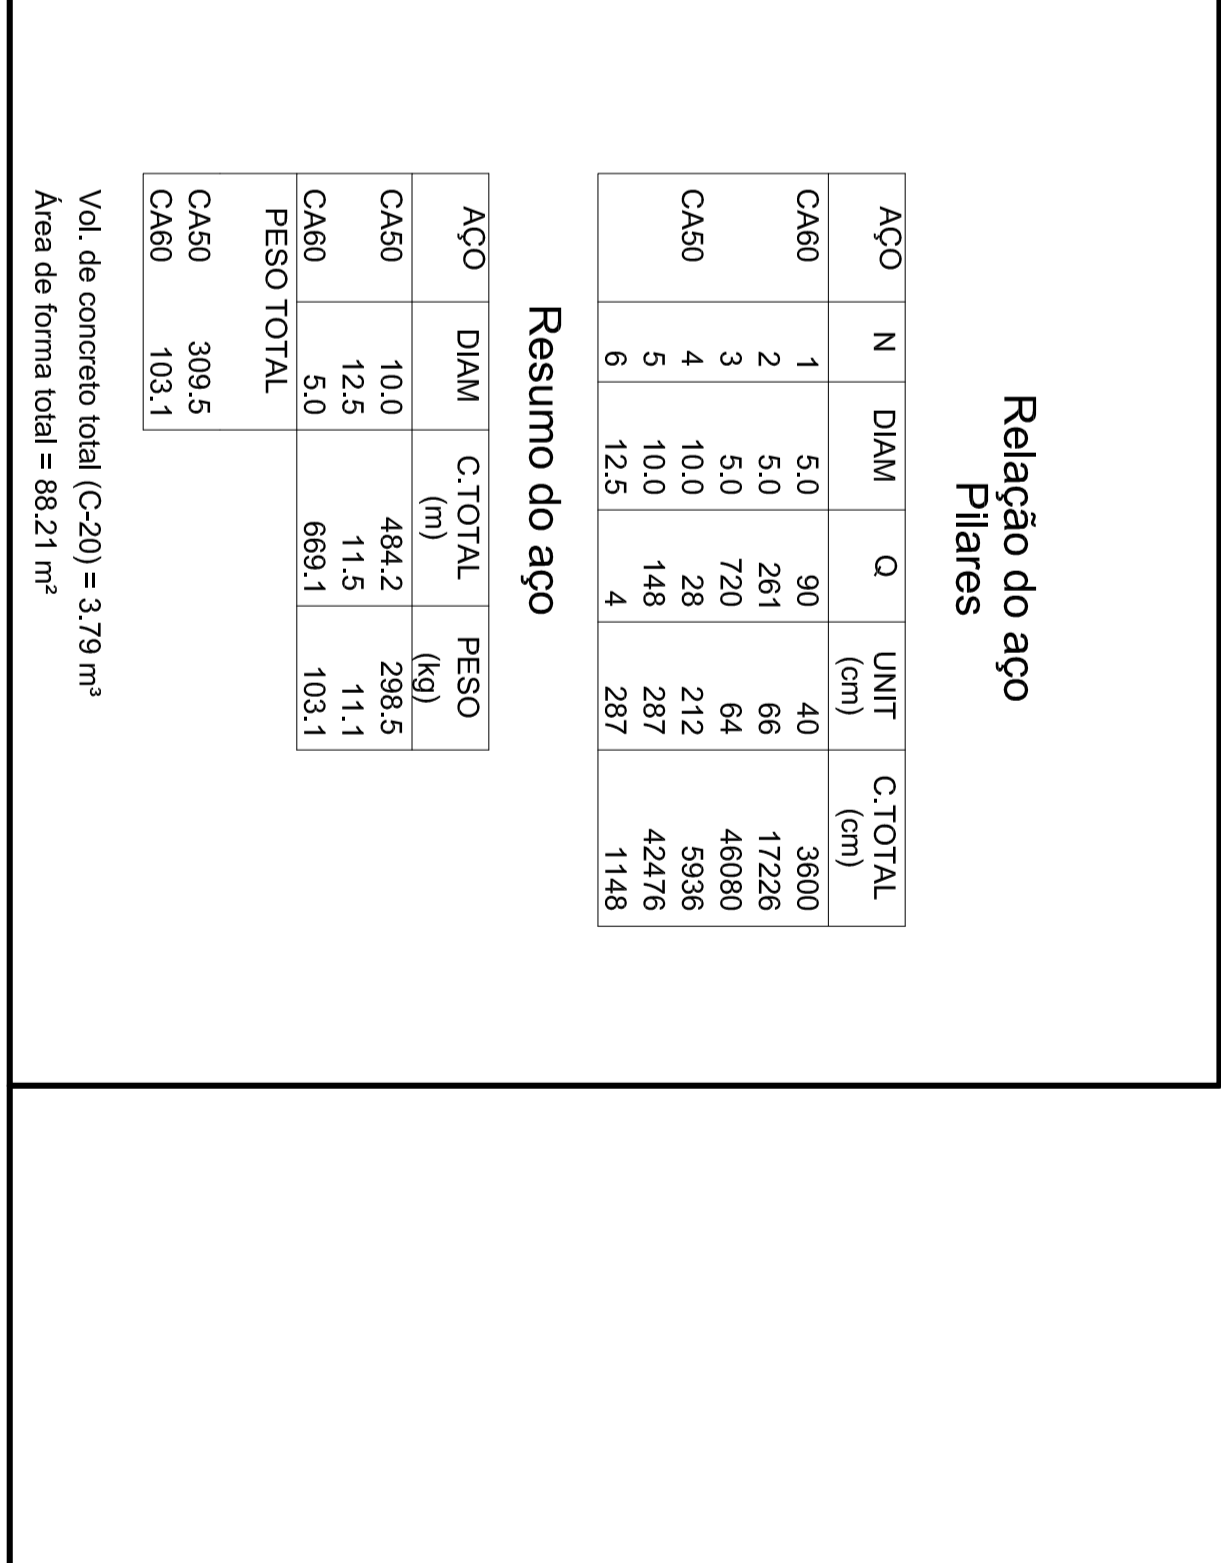 Relação do aço
Pilares
AÇO N DIAM Q UNIT C.TOTAL
(cm) (cm)
CA60 1 5.0 90 40 3600
2 5.0 261 66 17226
3 5.0 720 64 46080
CA50 4 10.0 28 212 5936
5 10.0 148 287 42476
6 12.5 4 287 1148
Resumo do aço
AÇO DIAM C.TOTAL PESO
(m) (kg)
CA50 10.0 484.2 298.5
12.5 11.5 11.1
CA60 5.0 669.1 103.1
PESO TOTAL
CA50 309.5
CA60 103.1
Vol. de concreto total (C-20) = 3.79 m³
Área de forma total = 88.21 m²